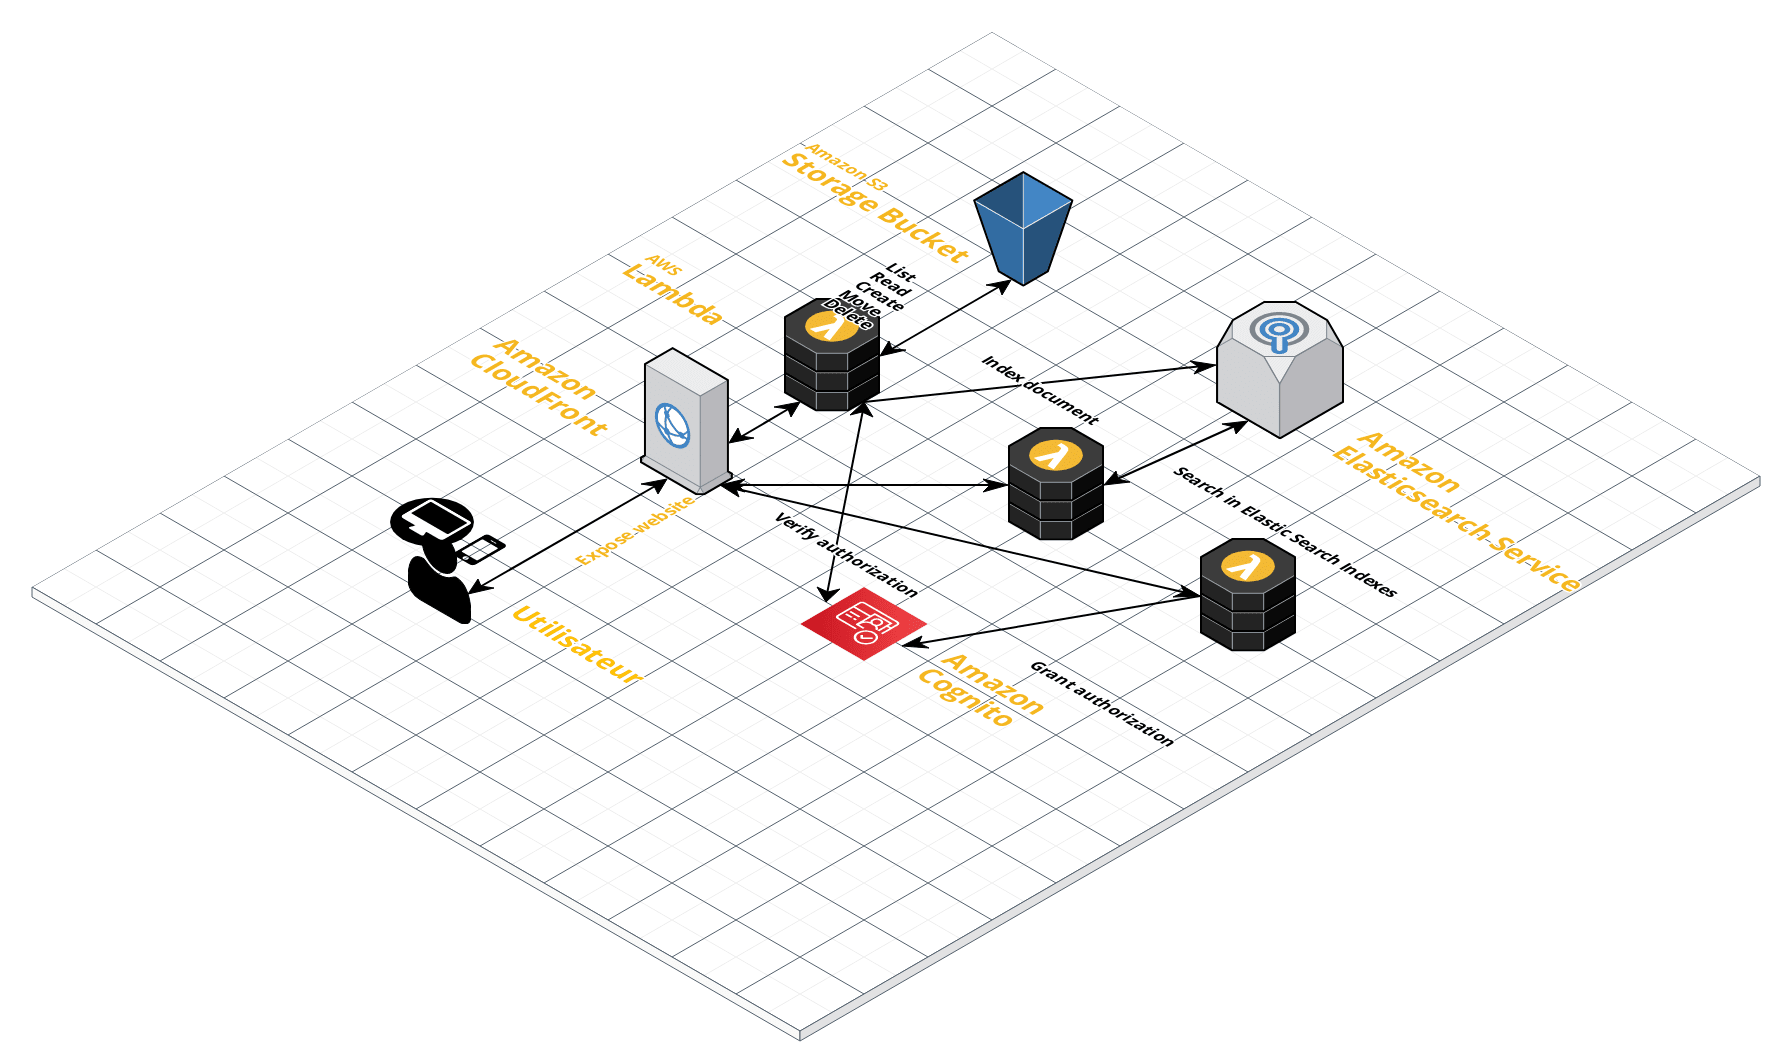 Amazon S3
Storage Bucket
AWS
Lambda
List
Read
Create
Move
Delete
Amazon
CloudFront
Index document
Amazon
Elasticsearch Service
Search in Elastic Search Indexes
Expose website
Verify authorization
Utilisateur
Amazon
Cognito
Grant authorization